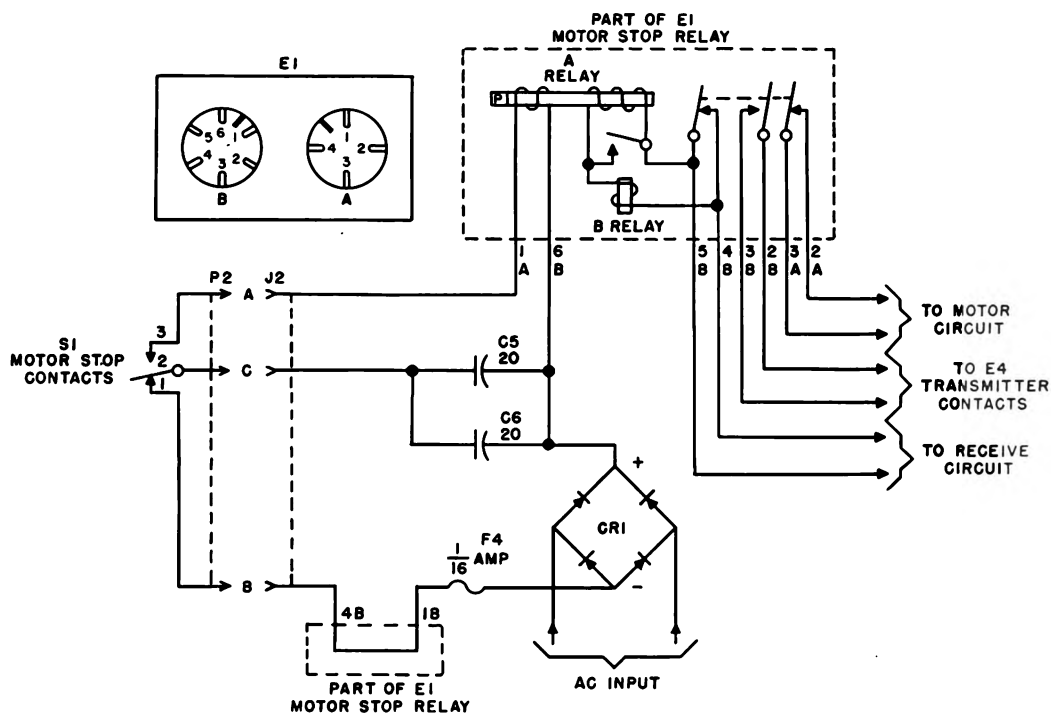 PART OF E1
MOTOR STOP RELAY
E1
A
RELAY
P
5 6 1
4 3 2
B
1
4 2
3
A
B RELAY
1 6 5 4 3 2 3 2
A B B B B B A A
P2 J2
A
3
S1
MOTOR STOP
CONTACTS
2
1
C
C5
20
C6
20
TO MOTOR
CIRCUIT
TO E4
TRANSMITTER
CONTACTS
TO RECEIVE
CIRCUIT
+
CR1
-
1/16 AMP
F4
B
4B 1B
PART OF E1
MOTOR STOP RELAY
AC INPUT